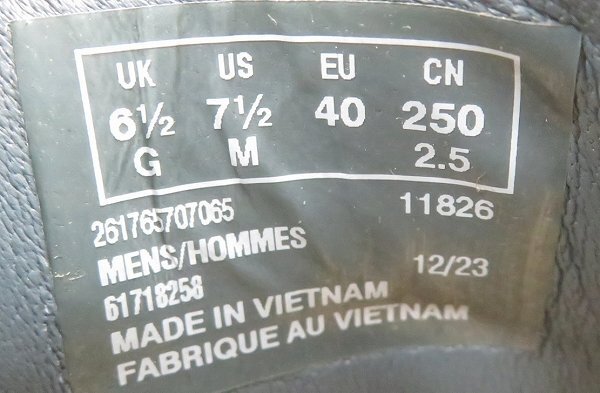 UK US EU CN
6½ 7½ 40 250
G M 2.5
261765707065 11826
MENS/HOMMES
61718258 12/23
MADE IN VIETNAM
FABRIQUE AU VIETNAM